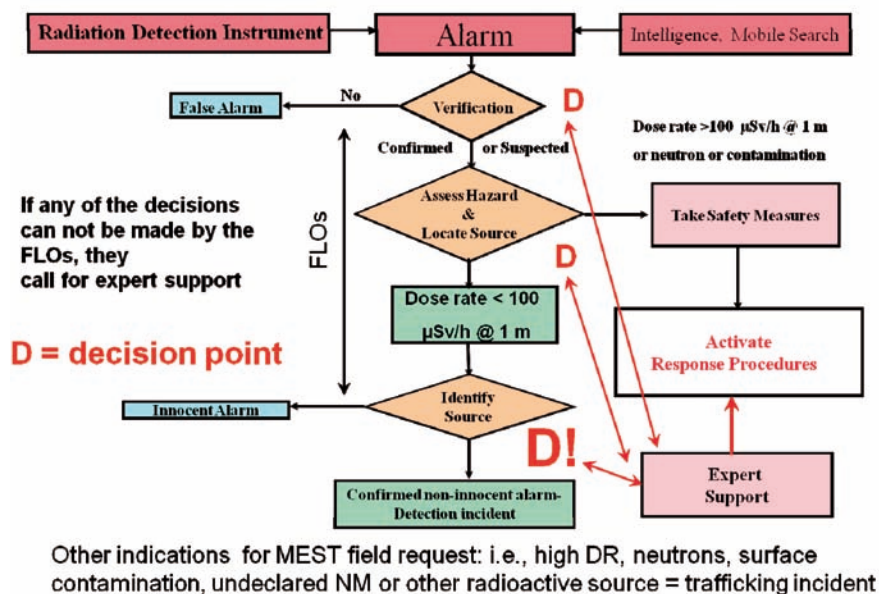 Radiation Detection Instrument
Alarm
Intelligence, Mobile Search
No
False Alarm
Verification
D
Confirmed
or Suspected
Dose rate >100 µSv/h @ 1 m
or neutron or contamination
If any of the decisions
can not be made by the
FLOs, they
call for expert support
FLOs
Assess Hazard
&
Locate Source
Take Safety Measures
D
Dose rate < 100
µSv/h @ 1 m
D = decision point
Activate
Response Procedures
Innocent Alarm
Identify
Source
D!
Expert
Support
Confirmed non-innocent alarm-
Detection incident
Other indications for MEST field request: i.e., high DR, neutrons, surface
contamination, undeclared NM or other radioactive source = trafficking incident